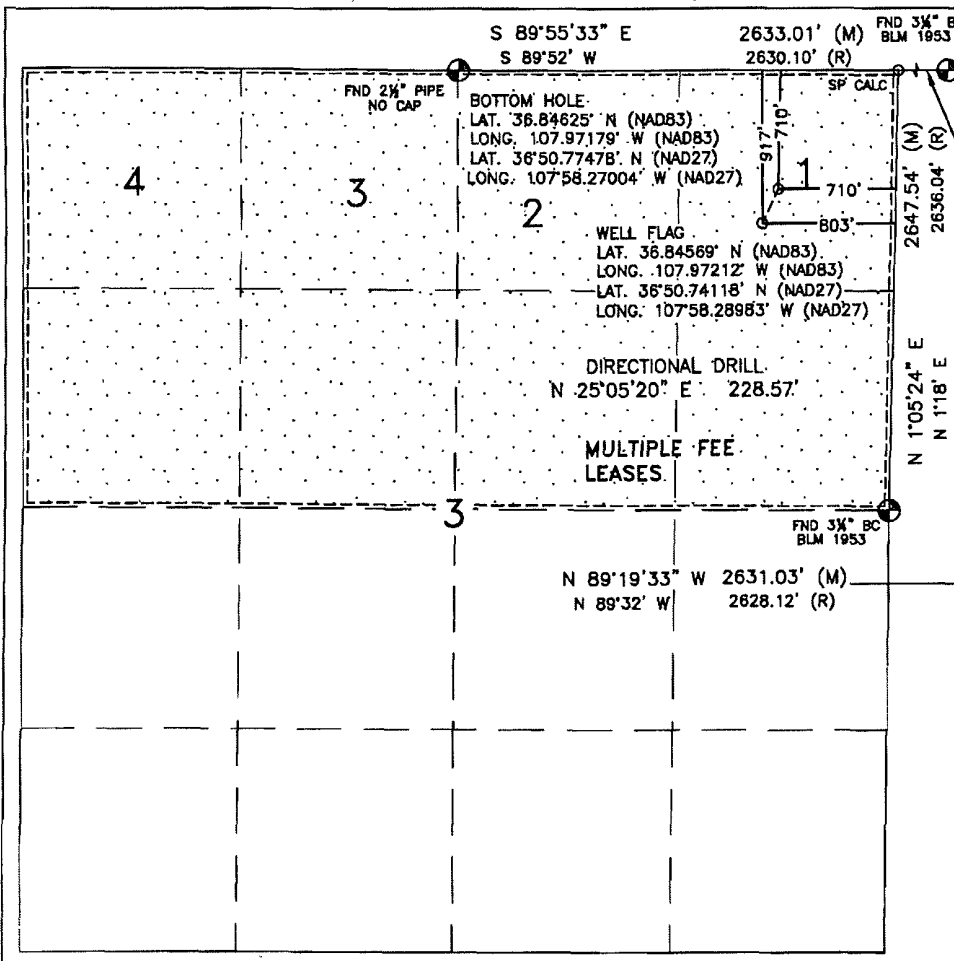 S 89°55'33" E 2633.01' (M)
S 89°52' W 2630.10' (R)
FND 3¼" B
BLM 1953
FND 2½" PIPE
NO CAP
SP CALC
BOTTOM HOLE
LAT. 36.84625° N (NAD83)
LONG. 107.97179° W (NAD83)
LAT. 36°50.77478' N (NAD27)
LONG. 107°58.27004' W (NAD27)
917'
710'
1
710'
803'
4
3
2
2647.54' (M)
2636.04' (R)
WELL FLAG
LAT. 36.84569° N (NAD83)
LONG. 107.97212° W (NAD83)
LAT. 36°50.74118' N (NAD27)
LONG. 107°58.28983' W (NAD27)
DIRECTIONAL DRILL
N 25°05'20" E 228.57'
N 1°05'24" E
N 1°18' E
MULTIPLE FEE
LEASES
3
FND 3¼" BC
BLM 1953
N 89°19'33" W 2631.03' (M)
N 89°32' W 2628.12' (R)